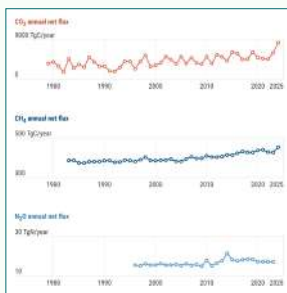 CO₂ annual net flux
9000 TgC/year
0
1980 1990 2000 2010 2020 2025
CH₄ annual net flux
500 TgC/year
300
1980 1990 2000 2010 2020 2025
N₂O annual net flux
30 TgN/year
10
1980 1990 2000 2010 2020 2025